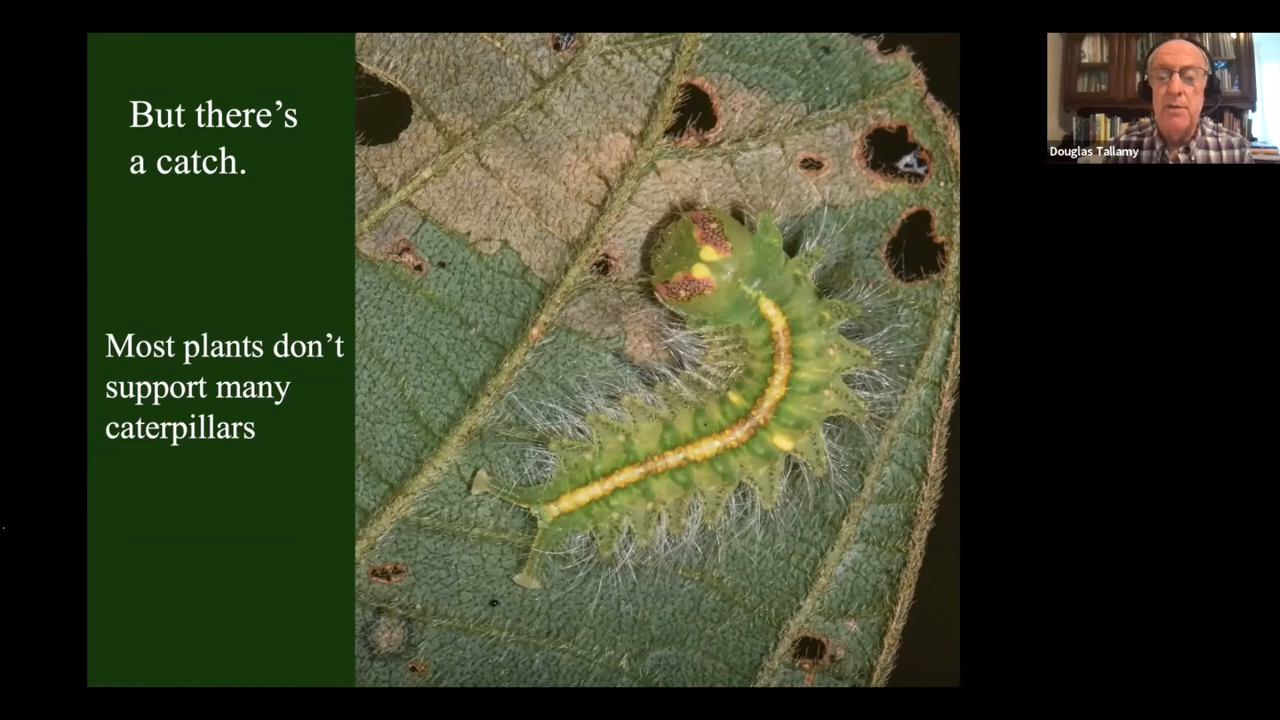 But there's
a catch.
Most plants don't
support many
caterpillars
Douglas Tallamy